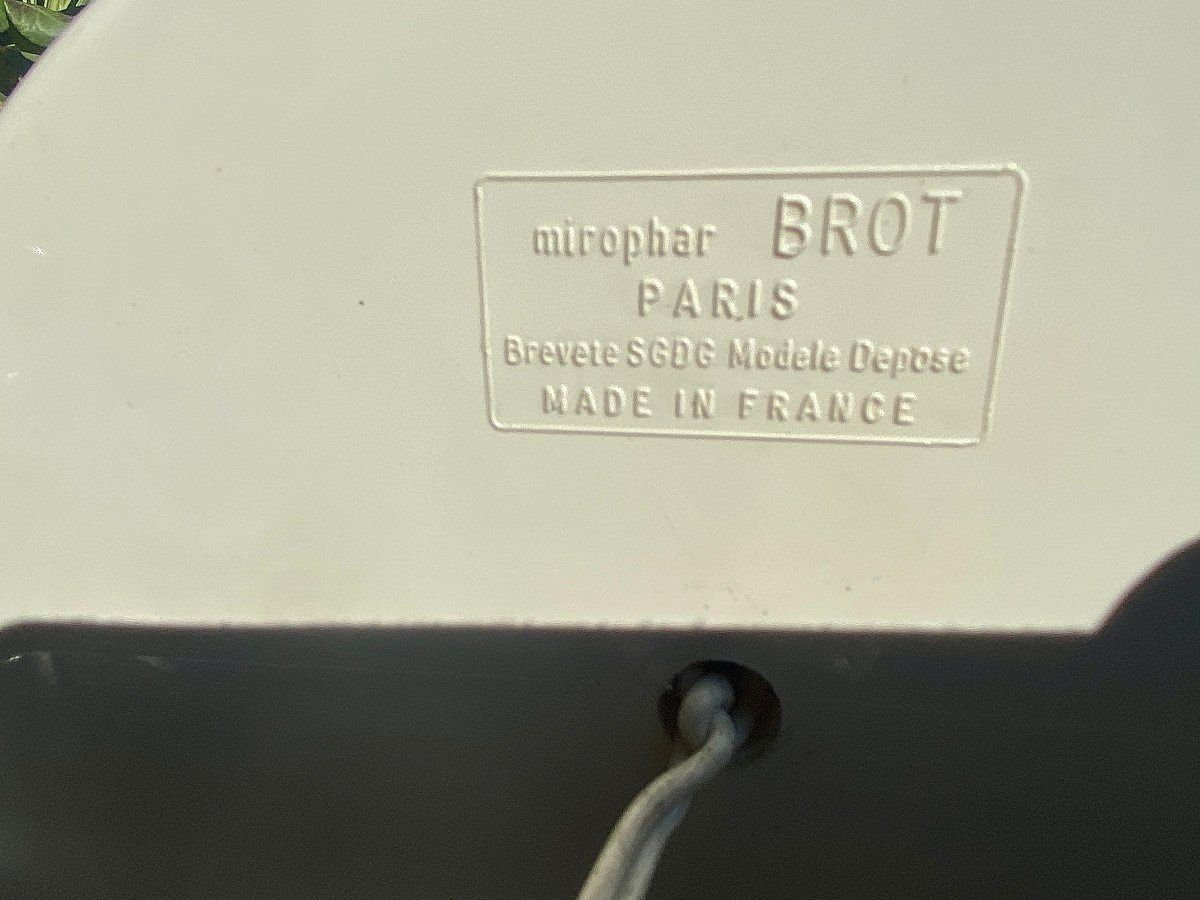 mirophar BROT
PARIS
Brevete SGDG Modele Depose
MADE IN FRANCE